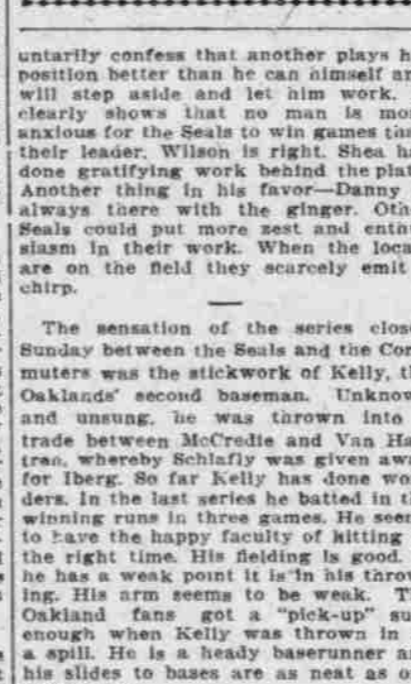 untarily confess that another plays h
position better than he can himself an
will step aside and let him work.
clearly shows that no man is mor
anxious for the Seals to win games than
their leader. Wilson is right. Shea ha
done gratifying work behind the plat
Another thing in his favor—Danny
always there with the ginger. Oth
Seals could put more zest and enthu
siasm in their work. When the loca
are on the field they scarcely emit
chirp.
The sensation of the series close
Sunday between the Seals and the Com
muters was the stickwork of Kelly, th
Oaklands' second baseman. Unknow
and unsung, he was thrown into
trade between McCredie and Van Ha
tren, whereby Schlafly was given awa
for Iberg. So far Kelly has done won
ders. In the last series he batted in t
winning runs in three games. He seem
to have the happy faculty of hitting
the right time. His fielding is good.
he has a weak point it is in his throw
ing. His arm seems to be weak. Th
Oakland fans got a "pick-up" su
enough when Kelly was thrown in
a spill. He is a heady baserunner an
his slides to bases are as neat as o